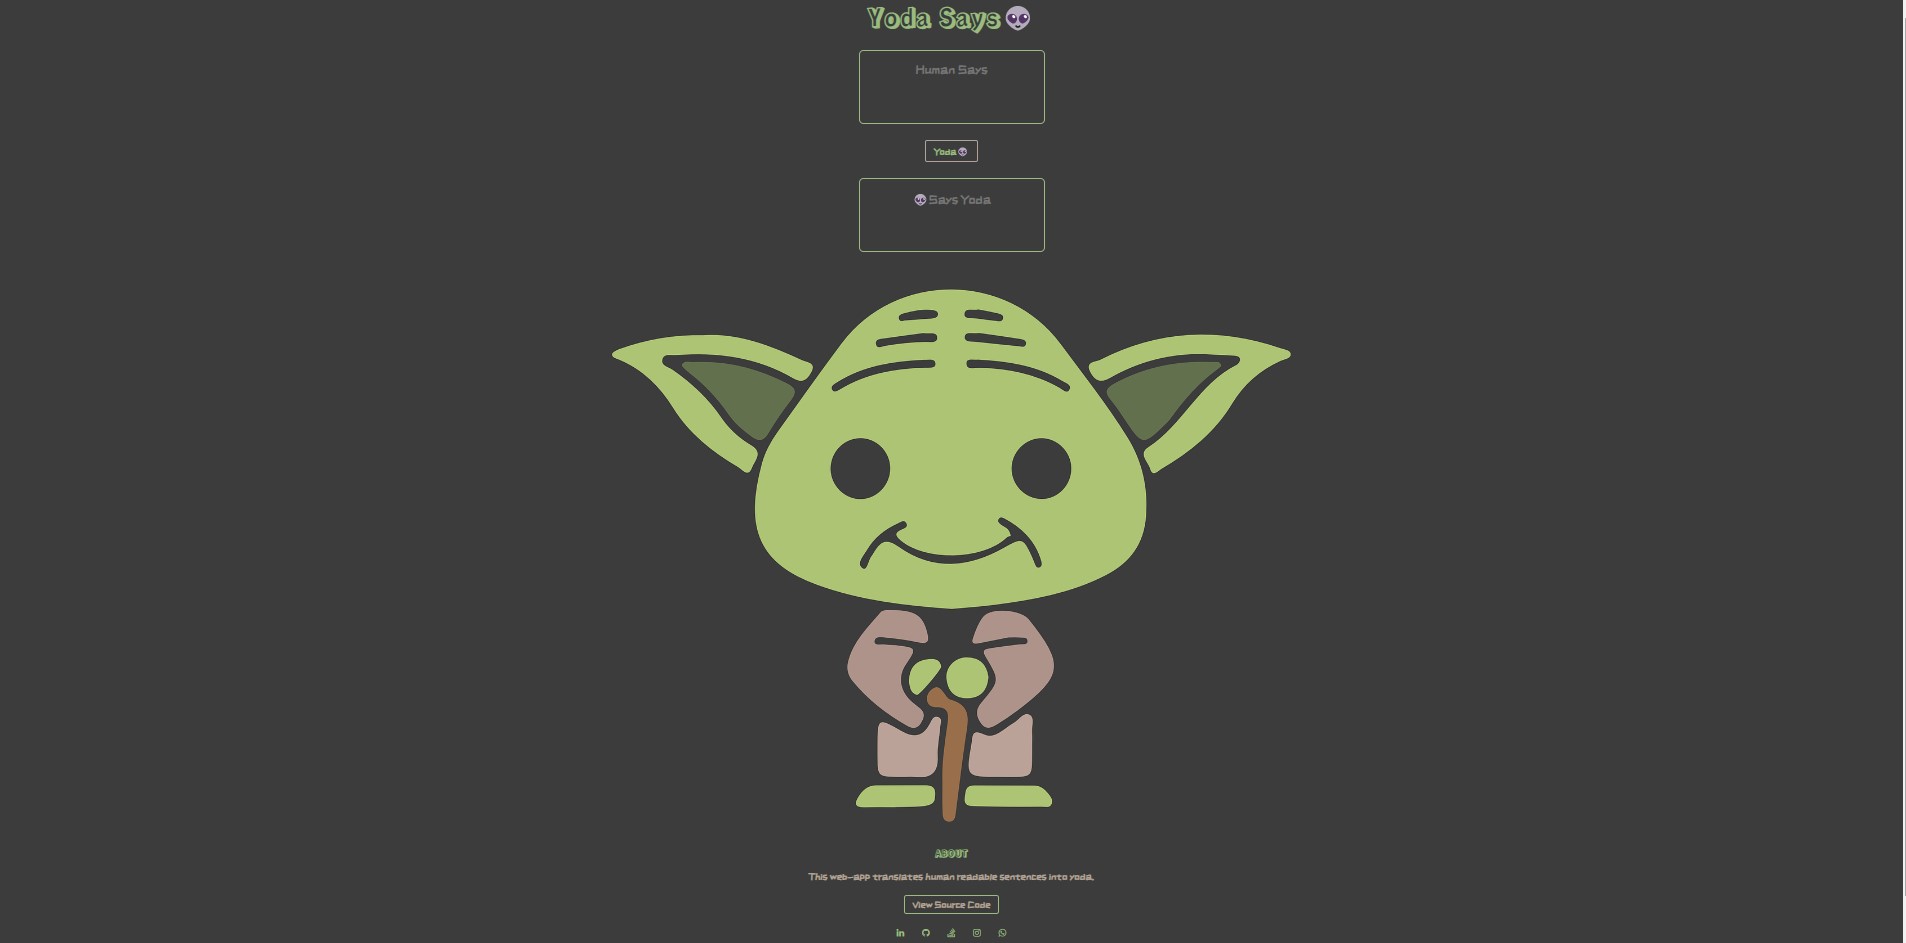 Yoda Says
Human Says
Yoda
Says Yoda
ABOUT
This web-app translates human readable sentences into yoda.
View Source Code
in